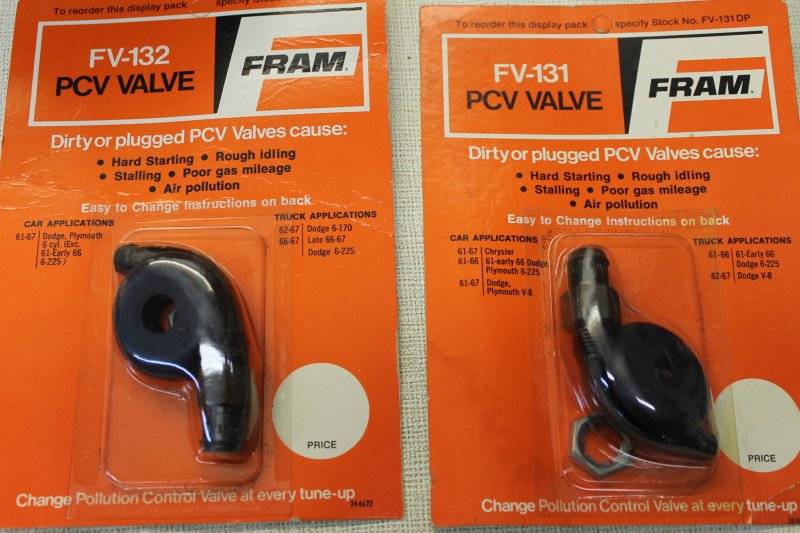 To reorder this display pack specify Stock
FV-132
PCV VALVE
FRAM
Dirty or plugged PCV Valves cause:
• Hard Starting • Rough idling
• Stalling • Poor gas mileage
• Air pollution
Easy to Change Instructions on back
CAR APPLICATIONS
61-67 Dodge, Plymouth
6 cyl. (Exc.
61-Early 66
6-225)
TRUCK APPLICATIONS
62-67 Dodge 6-170
66-67 Late 66-67
Dodge 6-225
PRICE
Change Pollution Control Valve at every tune-up
244622
To reorder this display pack specify Stock No. FV-131 DP
FV-131
PCV VALVE
FRAM
Dirty or plugged PCV Valves cause:
• Hard Starting • Rough idling
• Stalling • Poor gas mileage
• Air pollution
Easy to Change Instructions on back
CAR APPLICATIONS
61-67 Chrysler
61-66 61-early 66 Dodge,
Plymouth 6-225
61-67 Dodge,
Plymouth V-8
TRUCK APPLICATIONS
61-66 61-Early 66
Dodge 6-225
62-67 Dodge V-8
PRICE
Change Pollution Control Valve at every tune-up